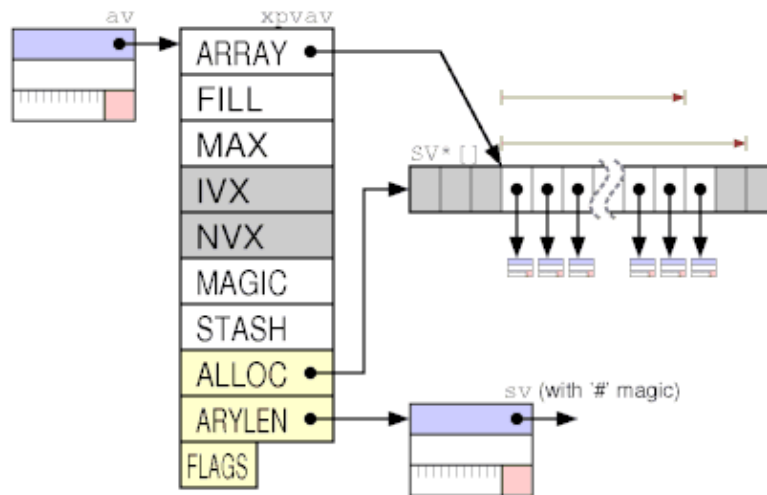 av
xpvav
ARRAY
FILL
MAX
IVX
NVX
MAGIC
STASH
ALLOC
ARYLEN
FLAGS
SV* []
sv (with '#' magic)